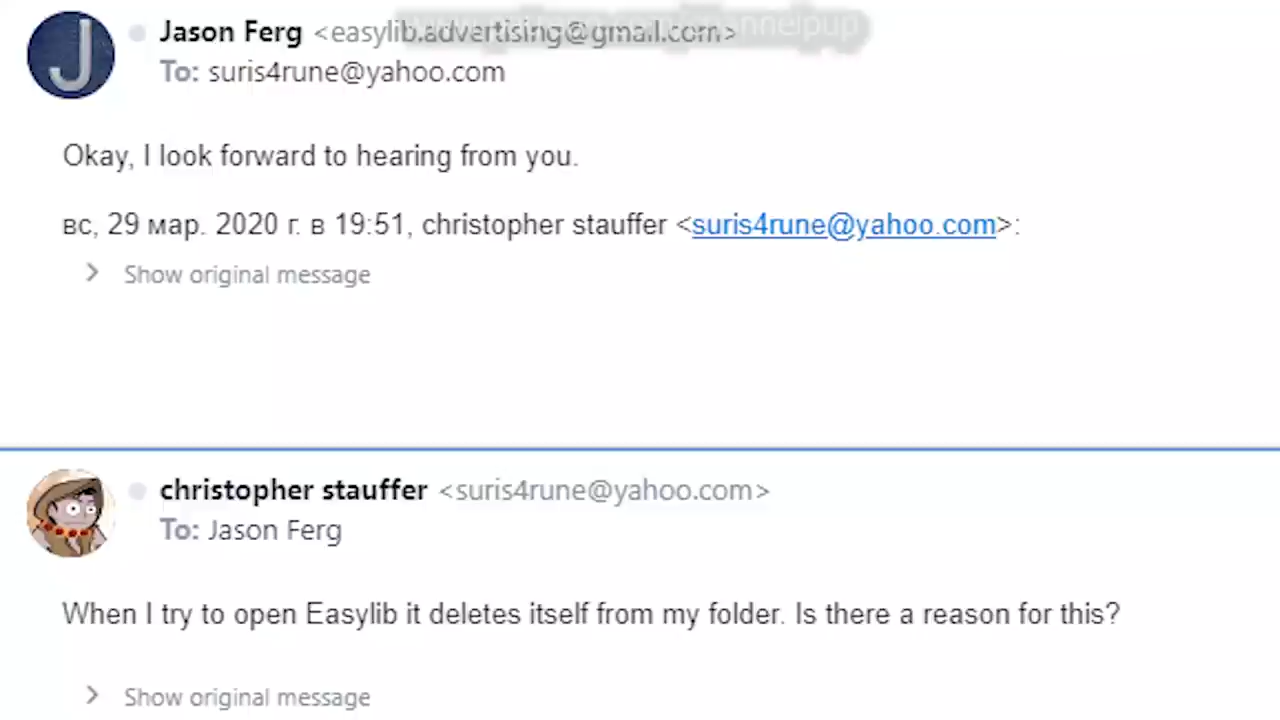 Jason Ferg <easylib.advertising@gmail.com>
To: suris4rune@yahoo.com
Okay, I look forward to hearing from you.
вс, 29 мар. 2020 г. в 19:51, christopher stauffer <suris4rune@yahoo.com>:
Show original message
christopher stauffer <suris4rune@yahoo.com>
To: Jason Ferg
When I try to open Easylib it deletes itself from my folder. Is there a reason for this?
Show original message